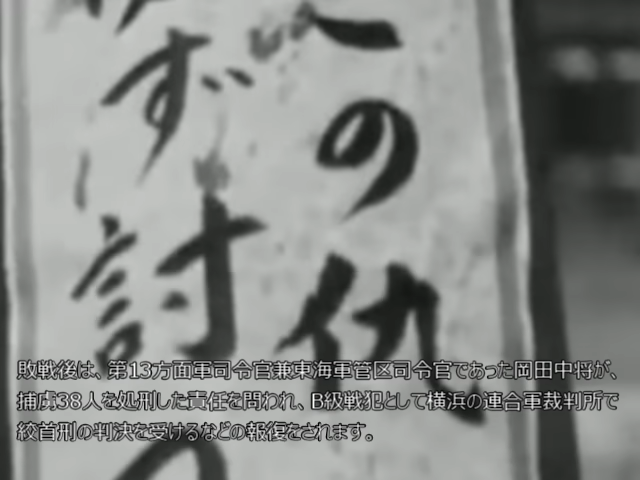 の仇
ず討
敗戦後は、第13方面軍司令官兼東海軍管区司令官であった岡田中将が、
捕虜38人を処刑した責任を問われ、B級戦犯として横浜の連合軍裁判所で
絞首刑の判決を受けるなどの報復をされます。